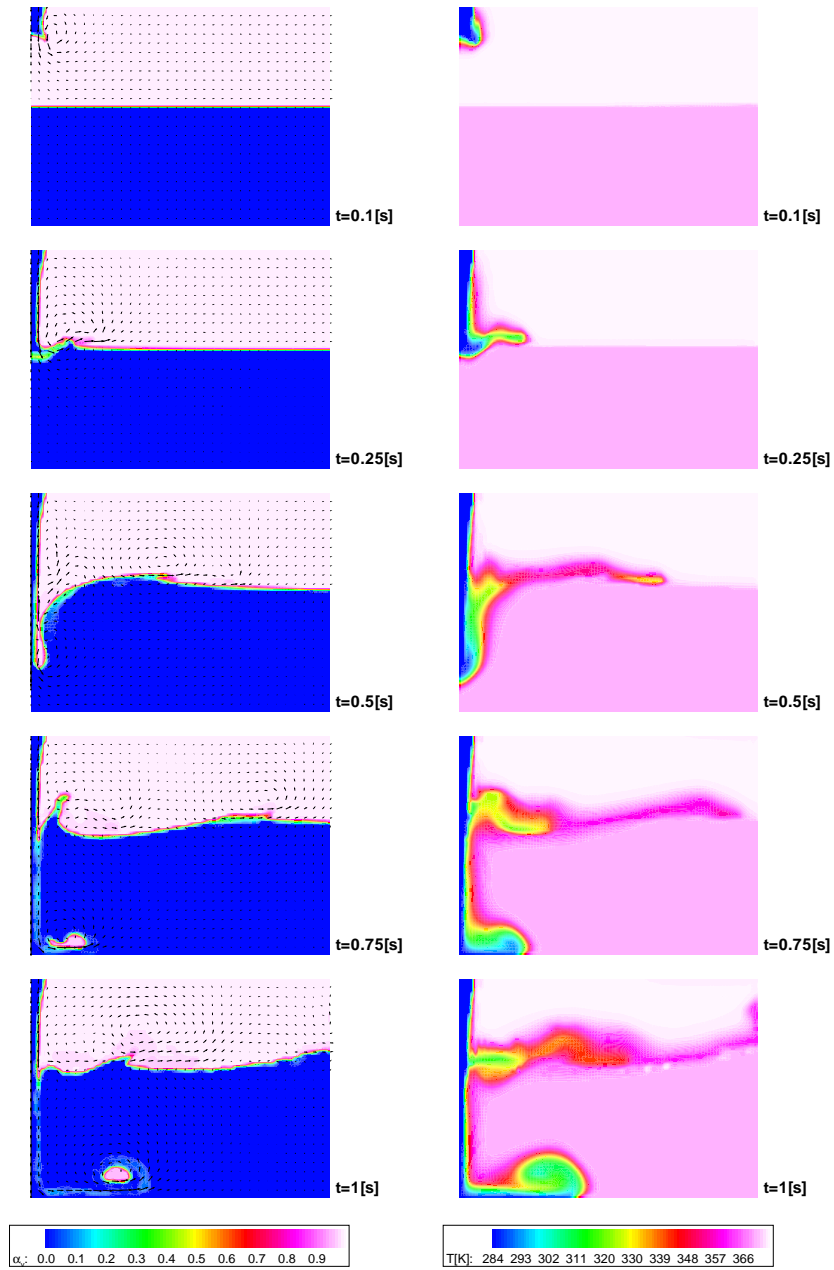 t=0.1[s] t=0.1[s]
t=0.25[s] t=0.25[s]
t=0.5[s] t=0.5[s]
t=0.75[s] t=0.75[s]
t=1[s] t=1[s]
αv: 0.0 0.1 0.2 0.3 0.4 0.5 0.6 0.7 0.8 0.9
T[K]: 284 293 302 311 320 330 339 348 357 366